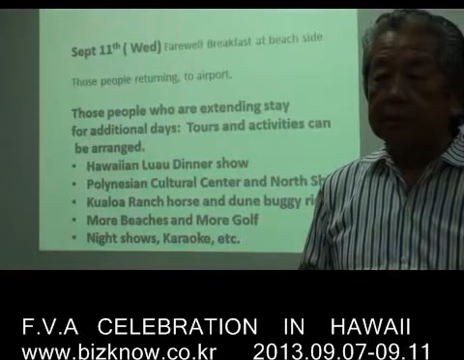 Sept 11th ( Wed) Farewell Breakfast at beach side
Those people returning, to airport.
Those people who are extending stay
for additional days: Tours and activities can
be arranged.
• Hawaiian Luau Dinner show
• Polynesian Cultural Center and North
• Kualoa Ranch horse and dune buggy
• More Beaches and More Golf
• Night shows, Karaoke, etc.
F.V.A CELEBRATION IN HAWAII
www.bizknow.co.kr 2013.09.07-09.11